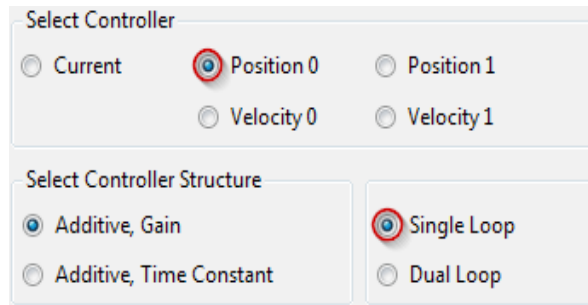 Select Controller
Current Position 0 Position 1
Velocity 0 Velocity 1
Select Controller Structure
Additive, Gain Single Loop
Additive, Time Constant Dual Loop